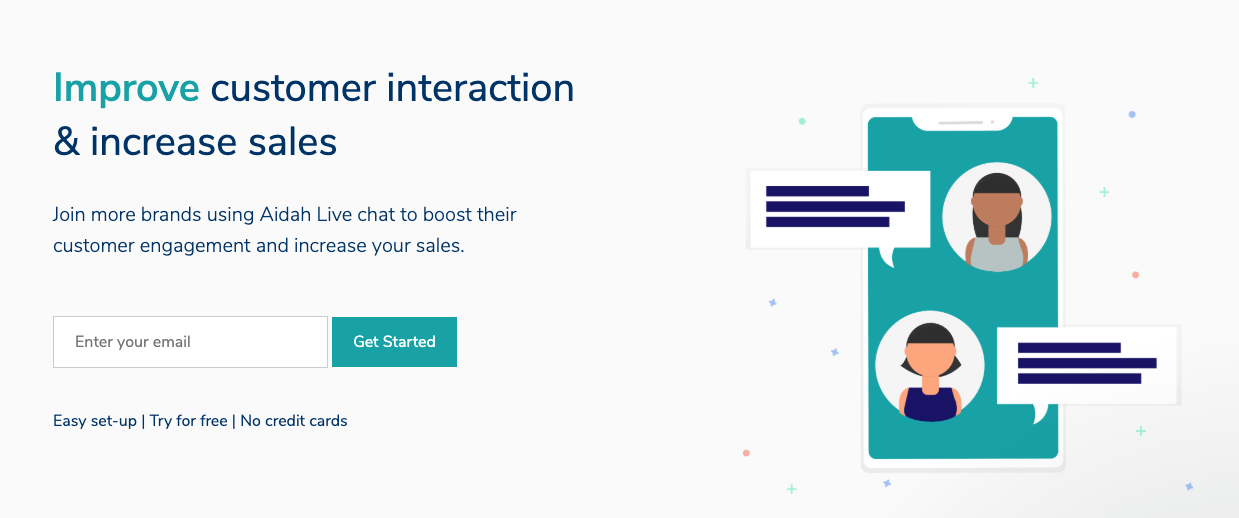 Improve customer interaction
& increase sales
Join more brands using Aidah Live chat to boost their
customer engagement and increase your sales.
Enter your email
Get Started
Easy set-up | Try for free | No credit cards